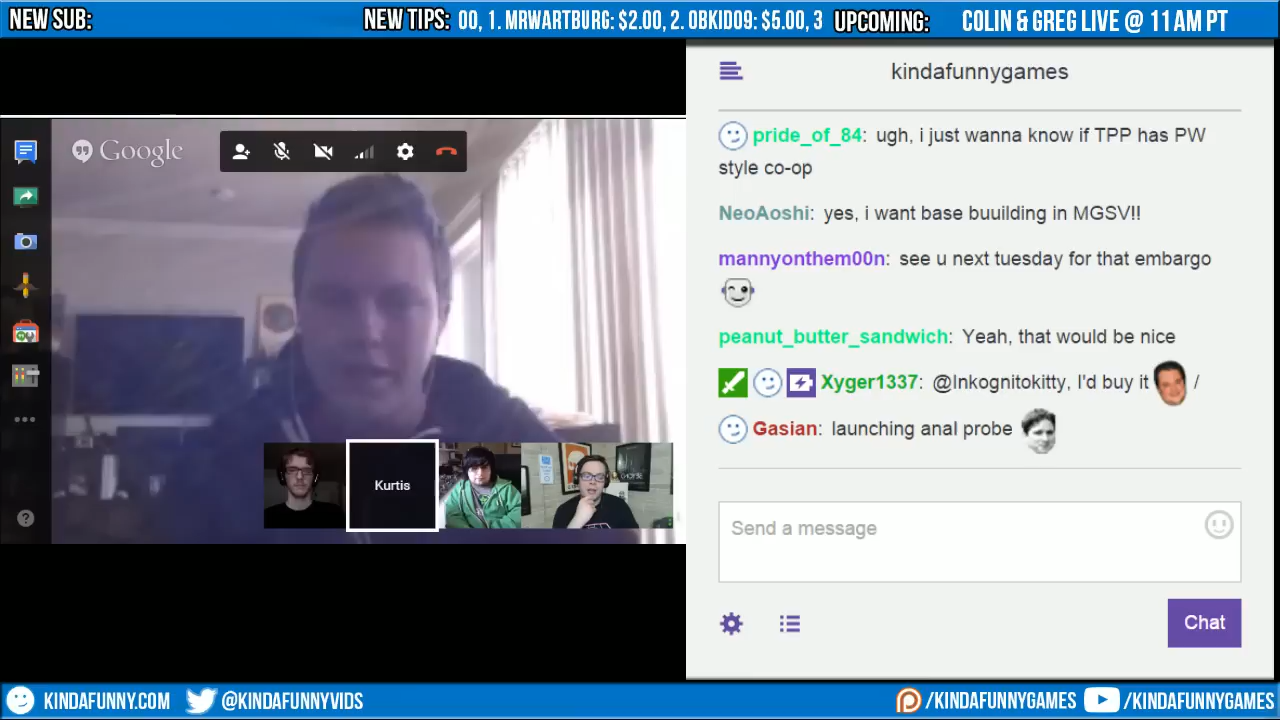 NEW SUB:
NEW TIPS: 00, 1. MRWARTBURG: $2.00, 2. OBKID09: $5.00, 3
UPCOMING: COLIN & GREG LIVE @ 11 AM PT
Google
Kurtis
kindafunnygames
pride_of_84: ugh, i just wanna know if TPP has PW
style co-op
NeoAoshi: yes, i want base buuilding in MGSV!!
mannyonthem00n: see u next tuesday for that embargo
peanut_butter_sandwich: Yeah, that would be nice
Xyger1337: @Inkognitokitty, I'd buy it /
Gasian: launching anal probe
Send a message
Chat
KINDAFUNNY.COM
@KINDAFUNNYVIDS
/KINDAFUNNYGAMES
/KINDAFUNNYGAMES